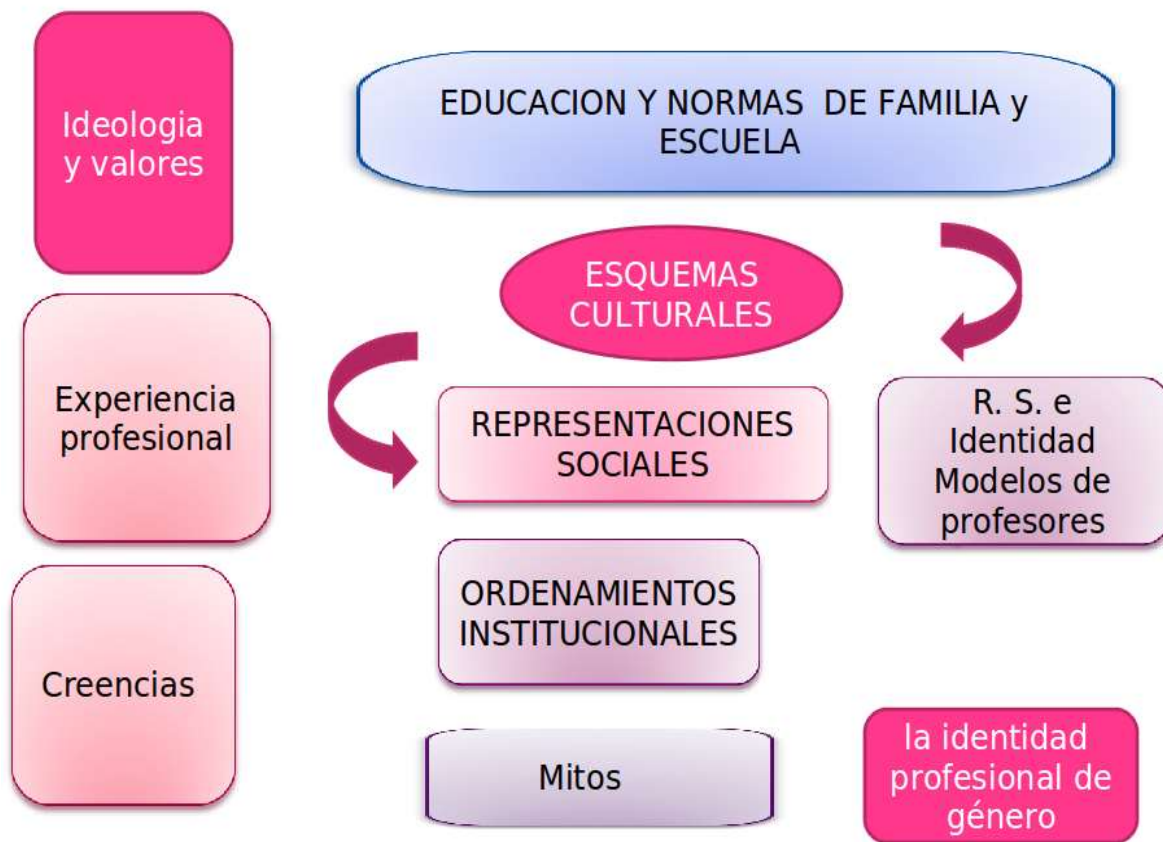 Ideologia
y valores
EDUCACION Y NORMAS DE FAMILIA y
ESCUELA
ESQUEMAS
CULTURALES
Experiencia
profesional
REPRESENTACIONES
SOCIALES
R. S. e
Identidad
Modelos de
profesores
ORDENAMIENTOS
INSTITUCIONALES
Creencias
Mitos
la identidad
profesional de
género